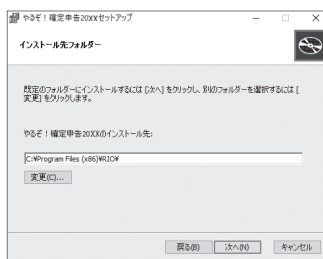 やるぞ！確定申告20xxセットアップ
インストール先フォルダー
既定のフォルダーにインストールするには [次へ] をクリックし、別のフォルダーを選択するには [
変更] をクリックします。
やるぞ！確定申告20XXのインストール先:
C:¥Program Files (x86)¥RIO¥
変更(C)...
戻る(B) 次へ(N) キャンセル